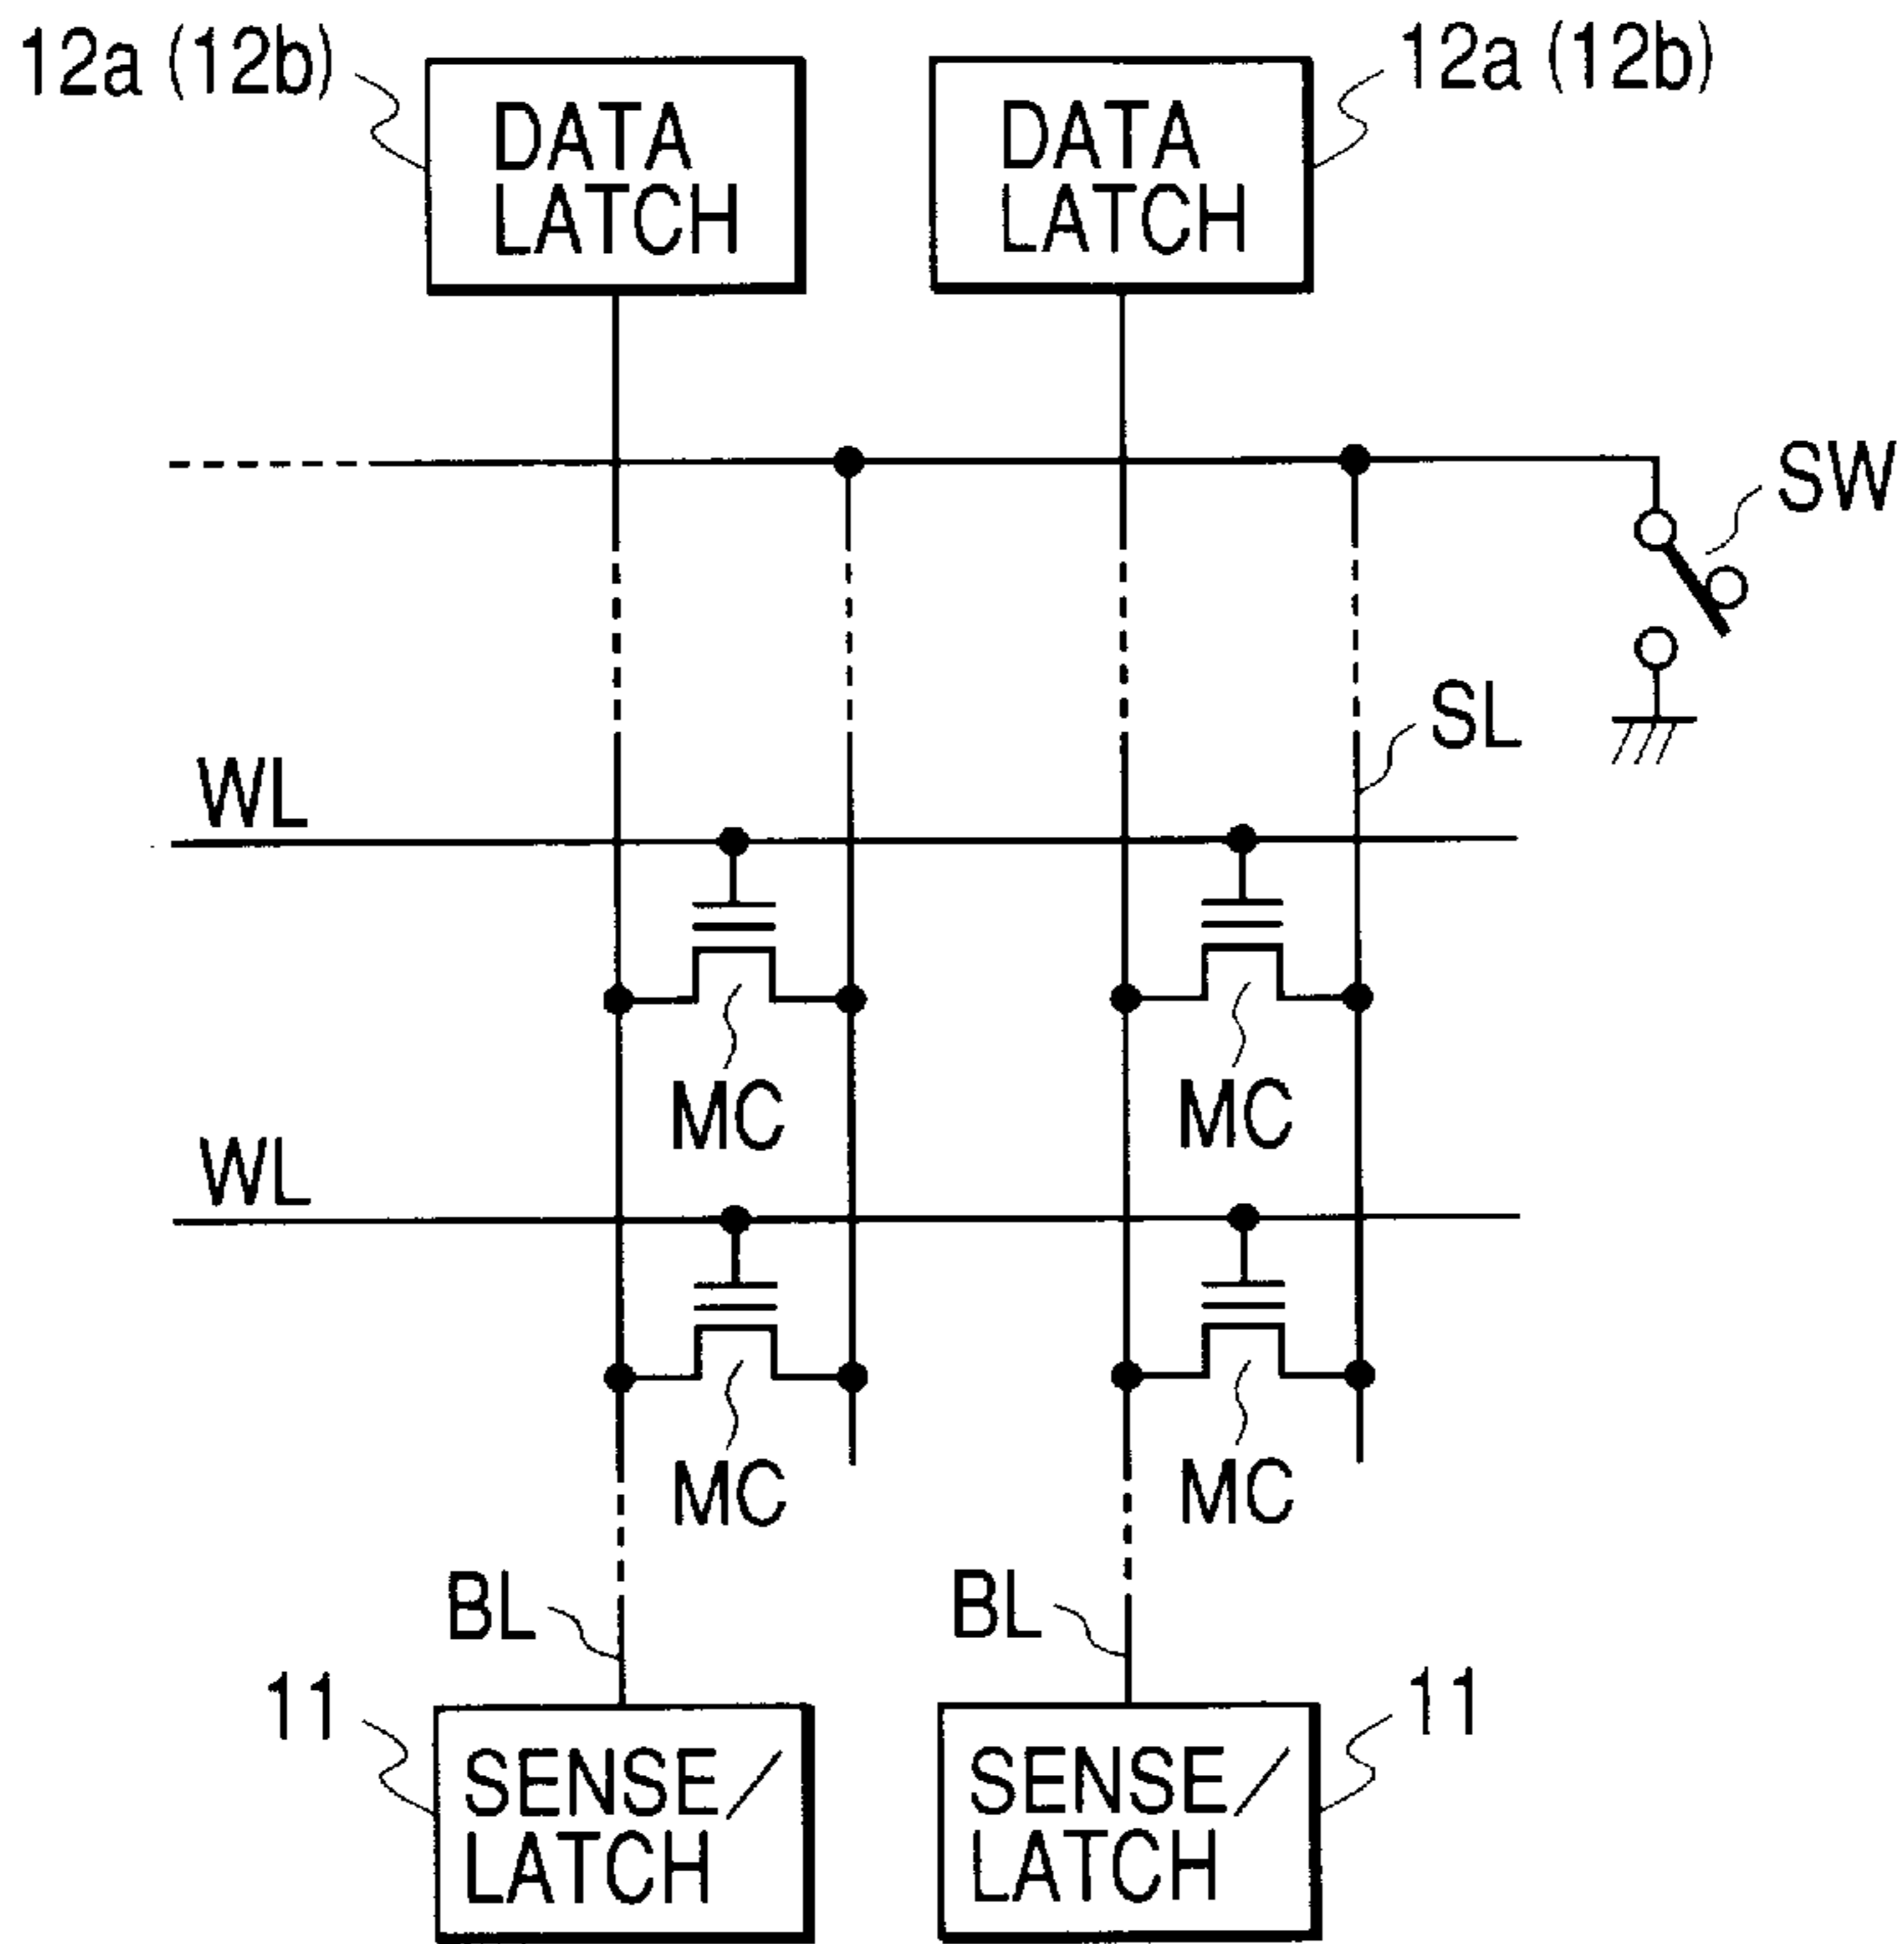 12a (12b)
12a (12b)
DATA
LATCH
DATA
LATCH
SW
SL
WL
MC
MC
WL
MC
MC
BL
BL
11
11
SENSE/
LATCH
SENSE/
LATCH